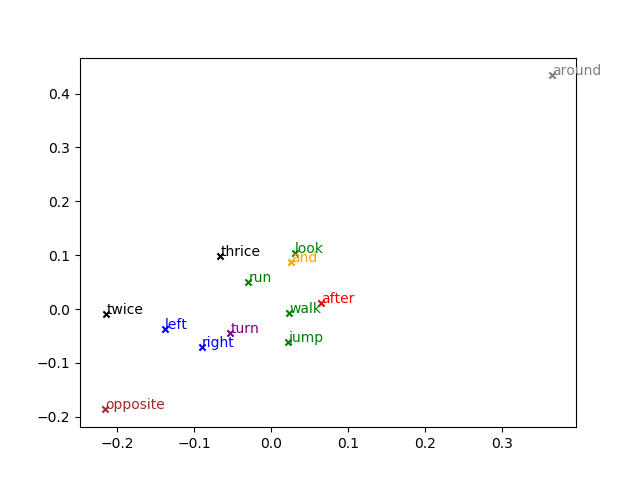 around
0.4
0.3
0.2
thrice
look
0.1
and
run
after
0.0
twice
walk
left
turn
right
jump
−0.1
opposite
−0.2
−0.2 −0.1 0.0 0.1 0.2 0.3